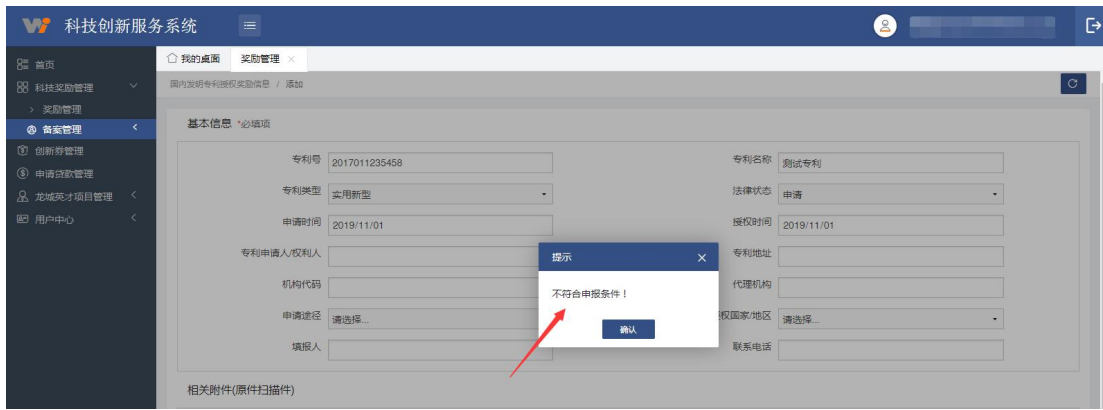 科技创新服务系统
首页
科技奖励管理
奖励管理
备案管理
创新券管理
申请贷款管理
龙城英才项目管理
用户中心
我的桌面 奖励管理
国内发明专利授权奖励信息 / 添加
基本信息 *必填项
专利号 2017011235458 专利名称 测试专利
专利类型 实用新型 法律状态 申请
申请时间 2019/11/01 授权时间 2019/11/01
专利申请人/权利人 专利地址
机构代码 代理机构
申请途径 请选择... 权国家/地区 请选择...
填报人 联系电话
提示
不符合申报条件！
确认
相关附件(原件扫描件)